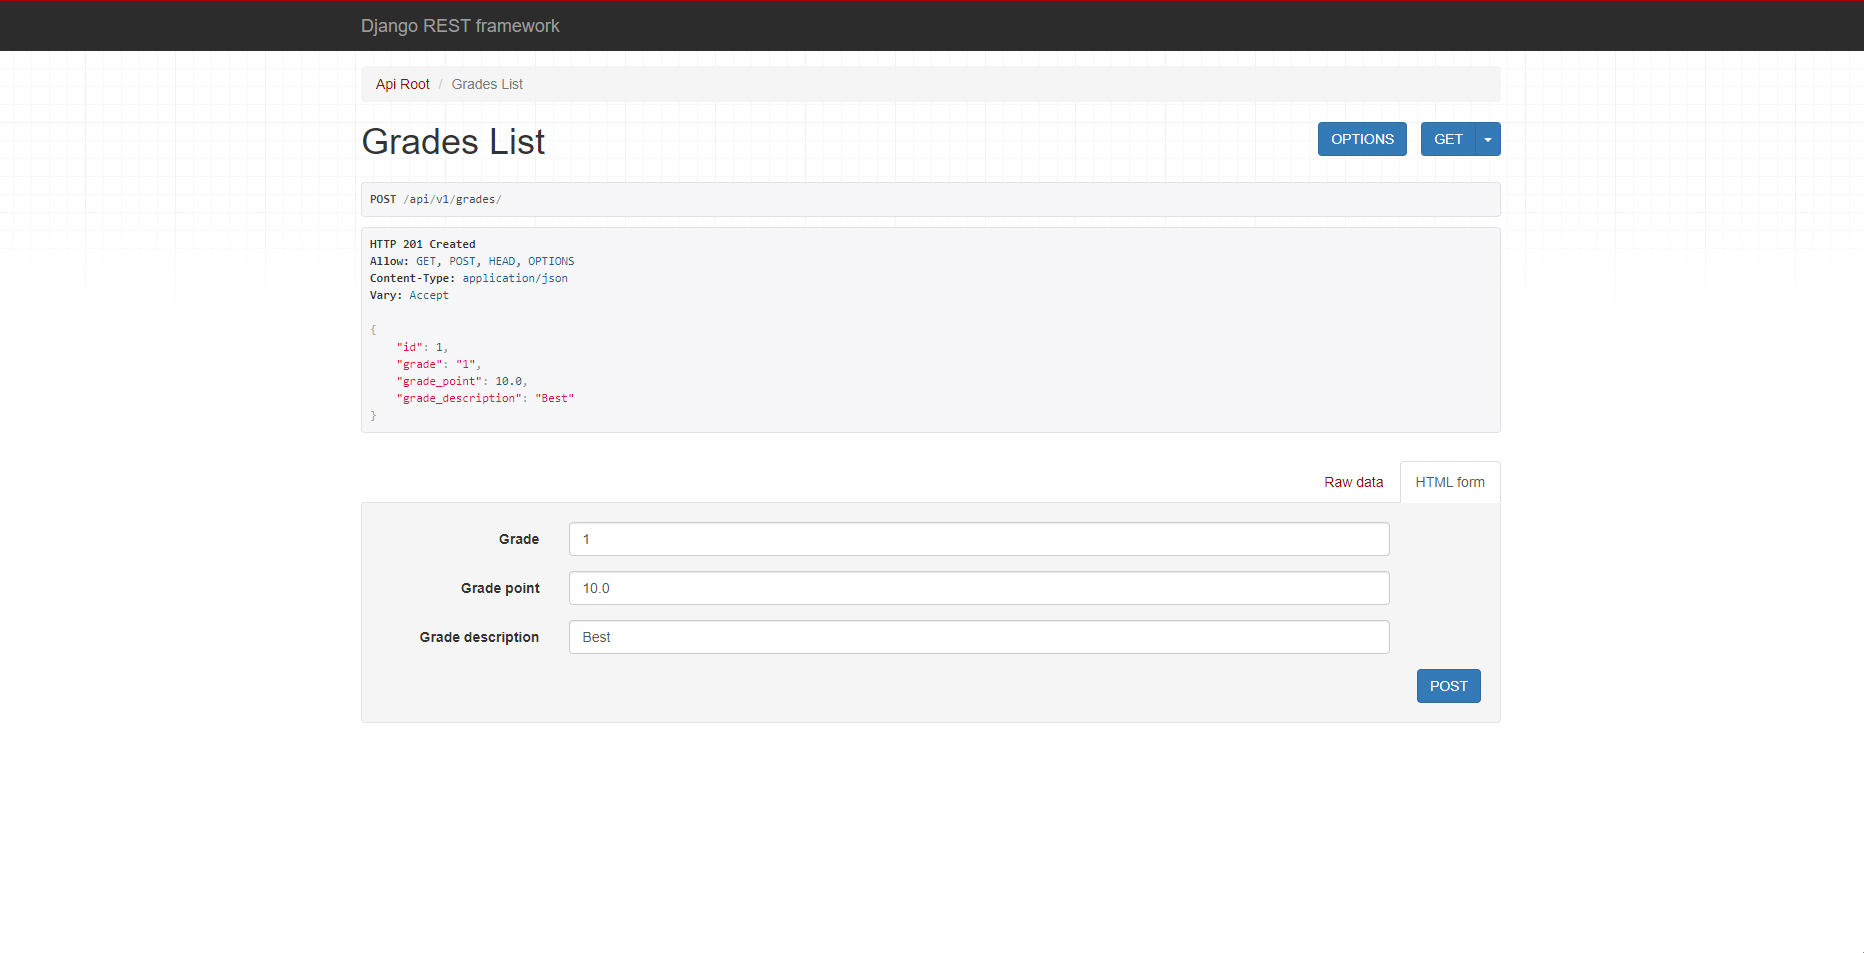 Django REST framework
Api Root / Grades List
Grades List
OPTIONS
GET
POST /api/v1/grades/
HTTP 201 Created
Allow: GET, POST, HEAD, OPTIONS
Content-Type: application/json
Vary: Accept
{
    "id": 1,
    "grade": "1",
    "grade_point": 10.0,
    "grade_description": "Best"
}
Raw data
HTML form
Grade 1
Grade point 10.0
Grade description Best
POST